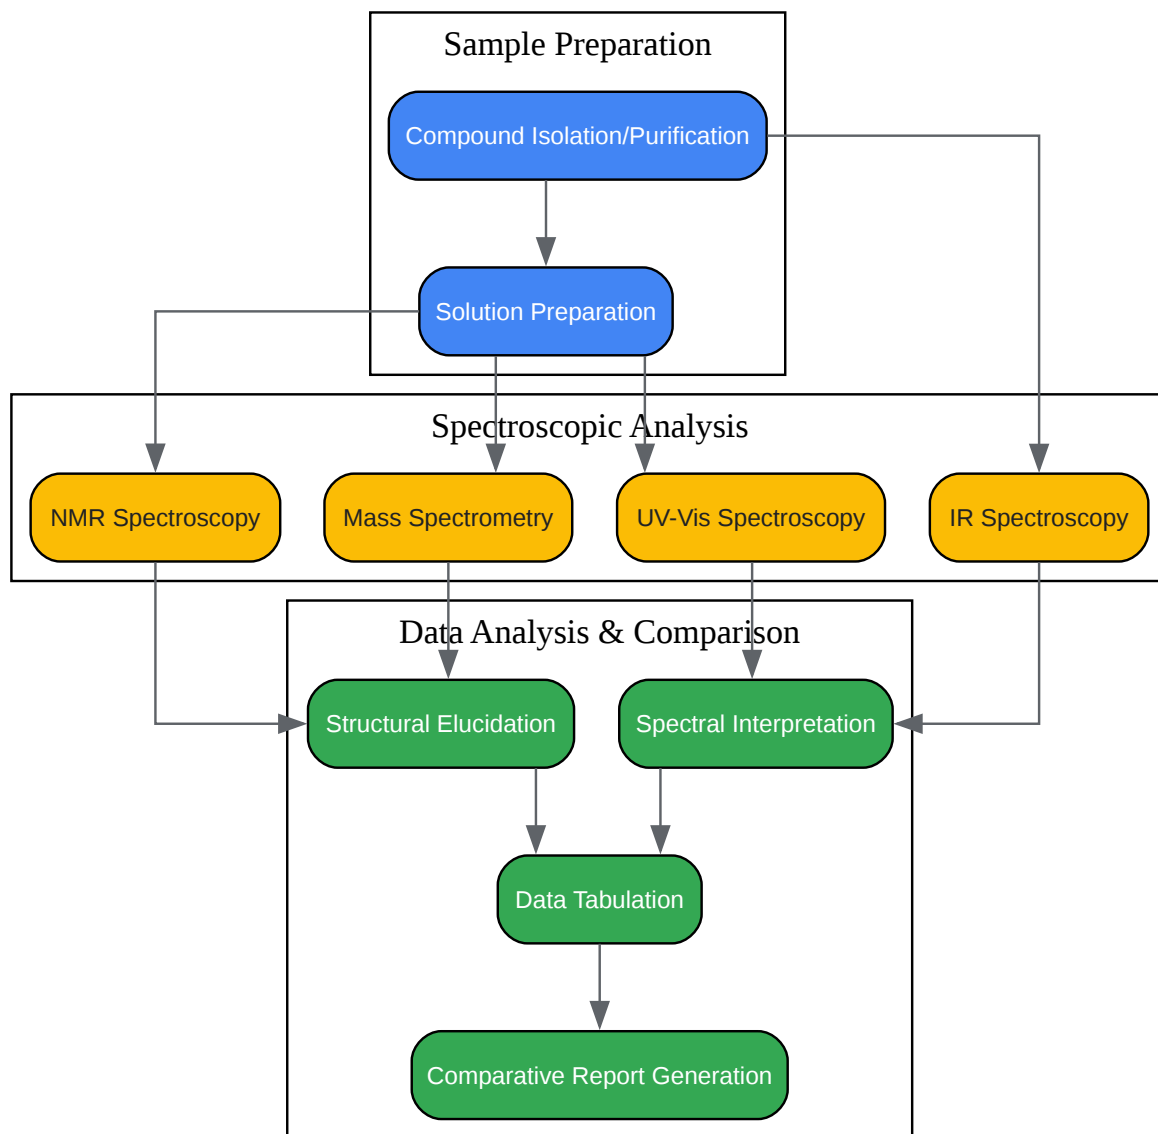 Sample Preparation
Compound Isolation/Purification
Solution Preparation
Spectroscopic Analysis
NMR Spectroscopy
Mass Spectrometry
UV-Vis Spectroscopy
IR Spectroscopy
Data Analysis & Comparison
Structural Elucidation
Spectral Interpretation
Data Tabulation
Comparative Report Generation